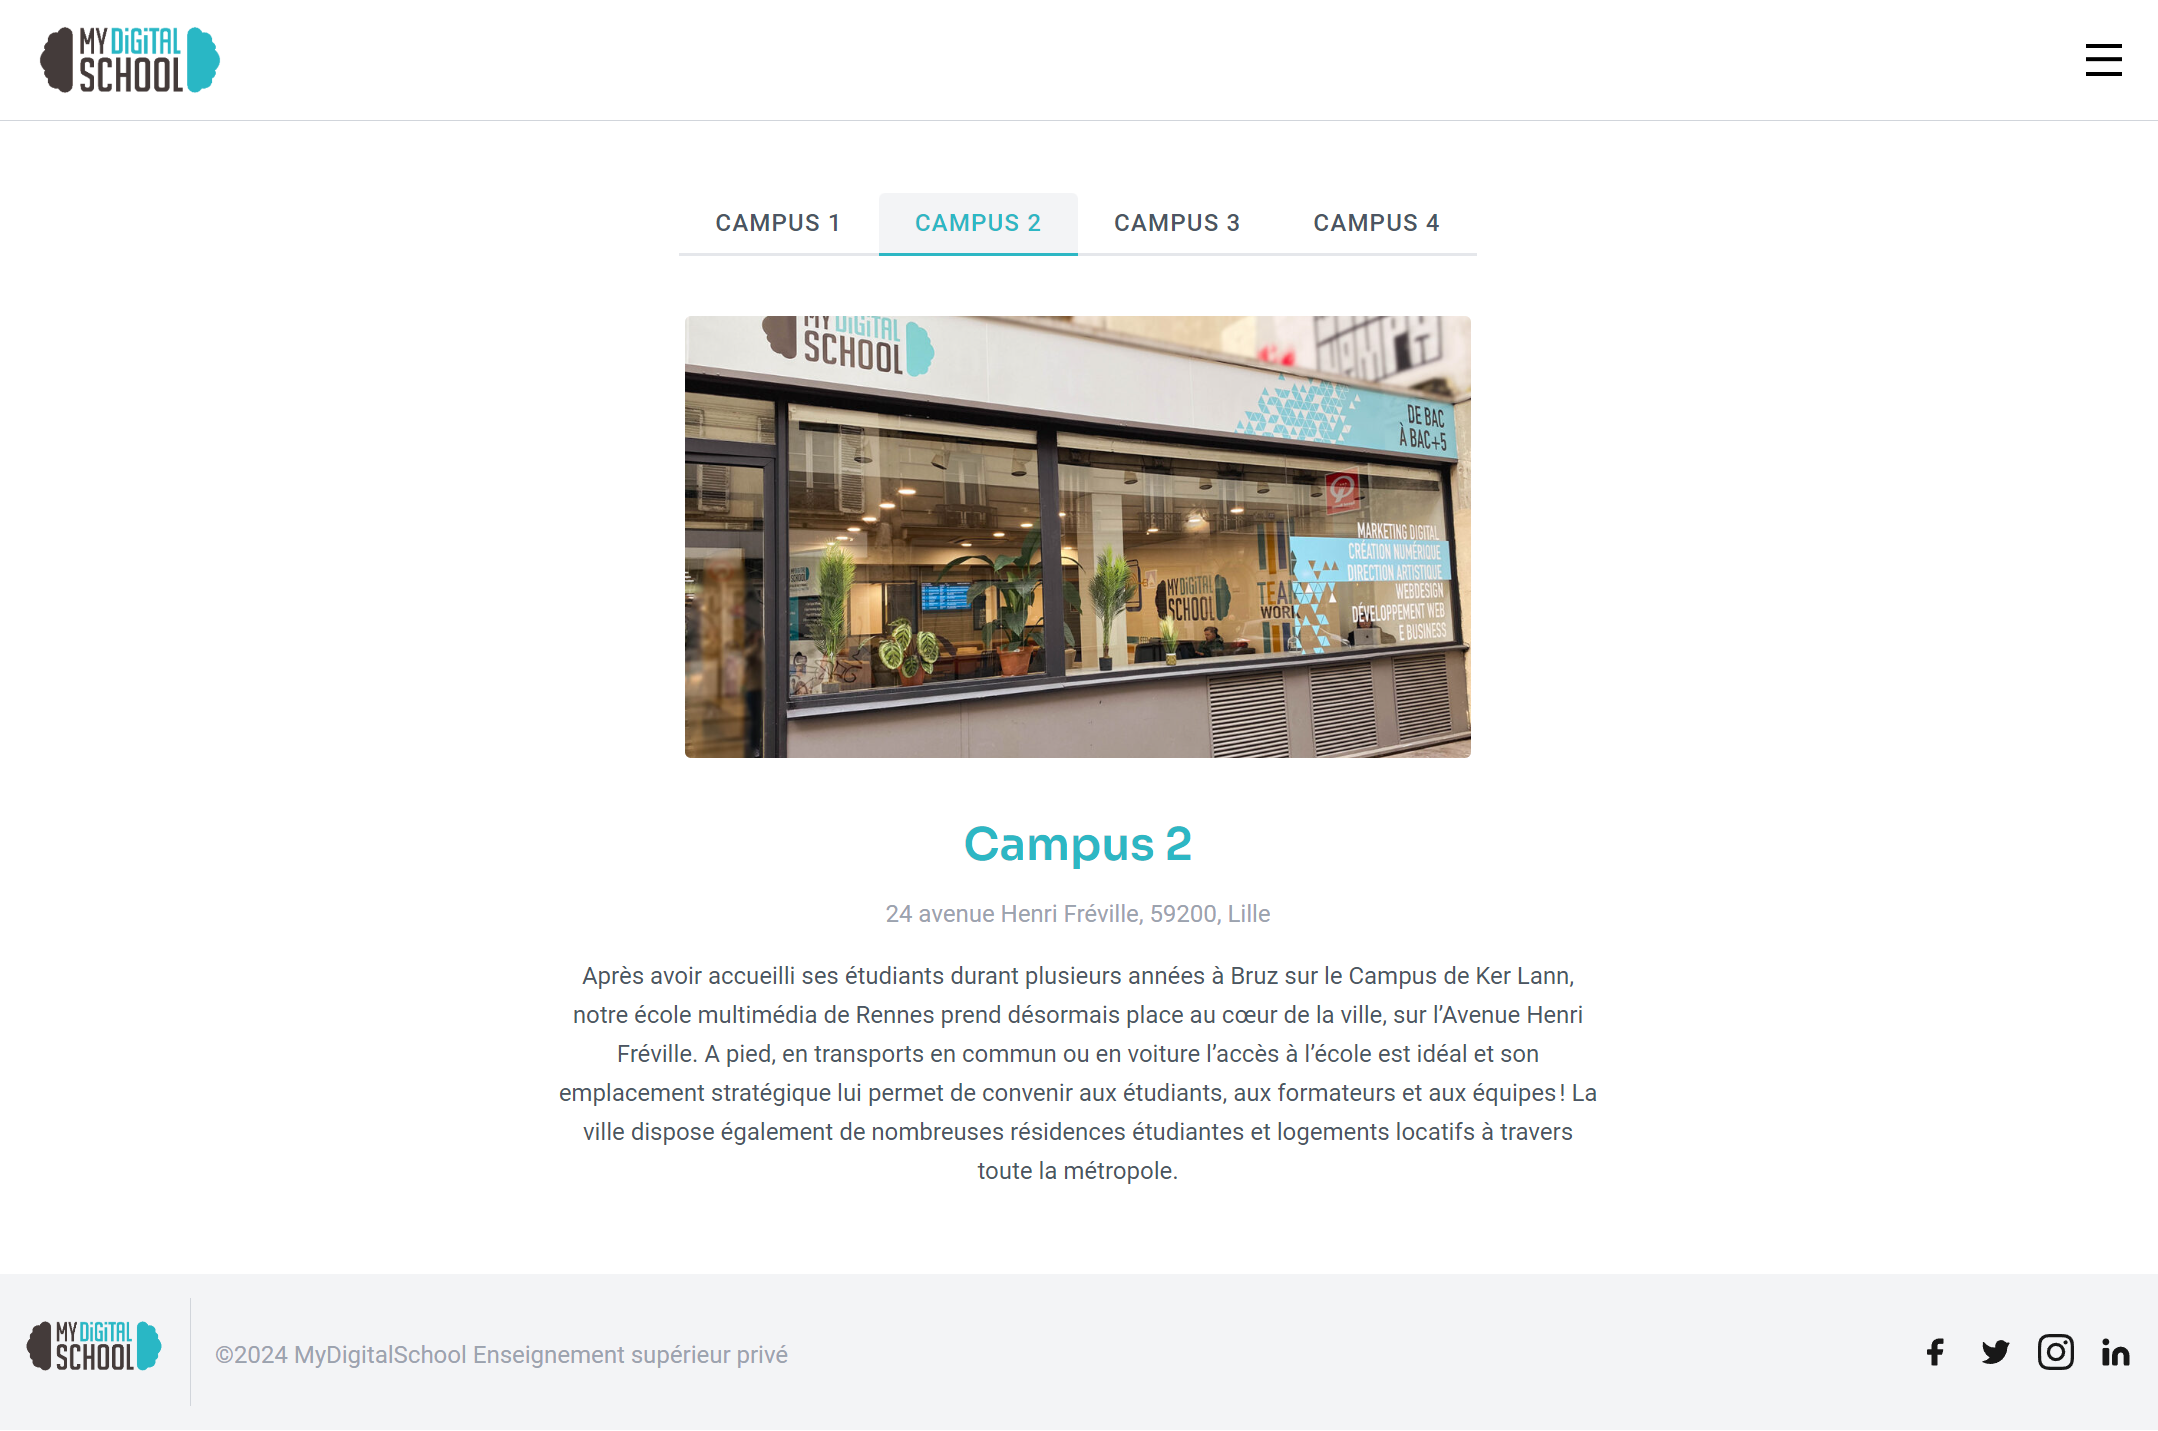 MY DiGiTAL
SCHOOL
CAMPUS 1
CAMPUS 2
CAMPUS 3
CAMPUS 4
MY DiGiTAL
SCHOOL
DE BAC
À BAC+5
MARKETING DIGITAL
CRÉATION NUMÉRIQUE
DIRECTION ARTISTIQUE
WEBDESIGN
DÉVELOPPEMENT WEB
E BUSINESS
MY DiGiTAL
SCHOOL
TEAM
WORK
Campus 2
24 avenue Henri Fréville, 59200, Lille
Après avoir accueilli ses étudiants durant plusieurs années à Bruz sur le Campus de Ker Lann,
notre école multimédia de Rennes prend désormais place au cœur de la ville, sur l’Avenue Henri
Fréville. A pied, en transports en commun ou en voiture l’accès à l’école est idéal et son
emplacement stratégique lui permet de convenir aux étudiants, aux formateurs et aux équipes ! La
ville dispose également de nombreuses résidences étudiantes et logements locatifs à travers
toute la métropole.
MY DiGiTAL
SCHOOL
©2024 MyDigitalSchool Enseignement supérieur privé